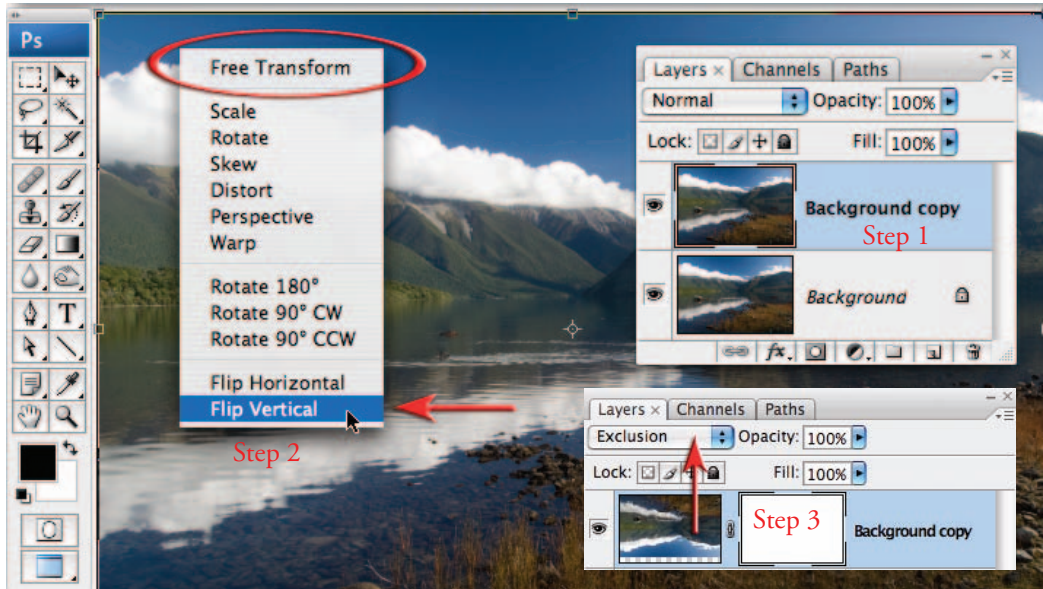 Ps
Free Transform
Scale
Rotate
Skew
Distort
Perspective
Warp
Rotate 180°
Rotate 90° CW
Rotate 90° CCW
Flip Horizontal
Flip Vertical
Step 2
Layers × Channels Paths
Normal Opacity: 100%
Lock: Fill: 100%
Background copy
Step 1
Background
Layers × Channels Paths
Exclusion Opacity: 100%
Lock: Fill: 100%
Step 3
Background copy